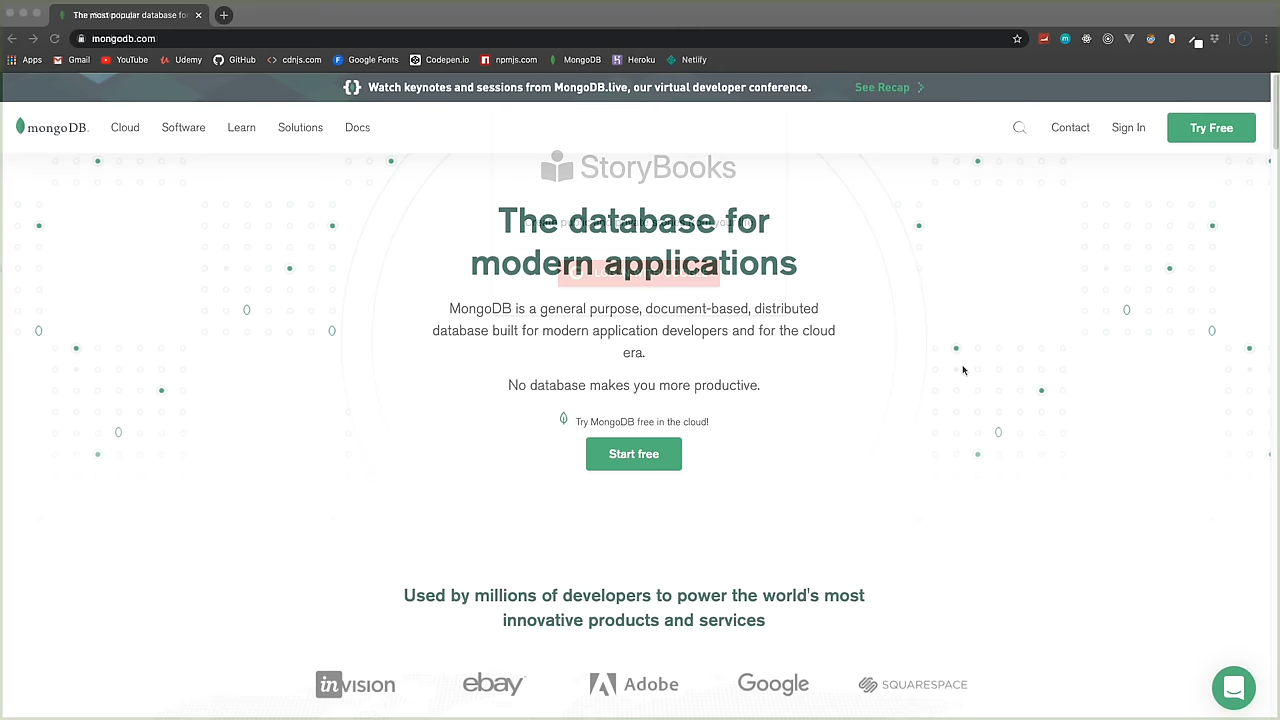 The most popular database for
mongodb.com
Apps Gmail YouTube Udemy GitHub cdnjs.com Google Fonts Codepen.io npmjs.com MongoDB Heroku Netlify
Watch keynotes and sessions from MongoDB.live, our virtual developer conference. See Recap
mongoDB. Cloud Software Learn Solutions Docs Contact Sign In Try Free
StoryBooks
The database for
modern applications
MongoDB is a general purpose, document-based, distributed
database built for modern application developers and for the cloud
era.
No database makes you more productive.
Try MongoDB free in the cloud!
Start free
Used by millions of developers to power the world's most
innovative products and services
inVISION ebay Adobe Google SQUARESPACE